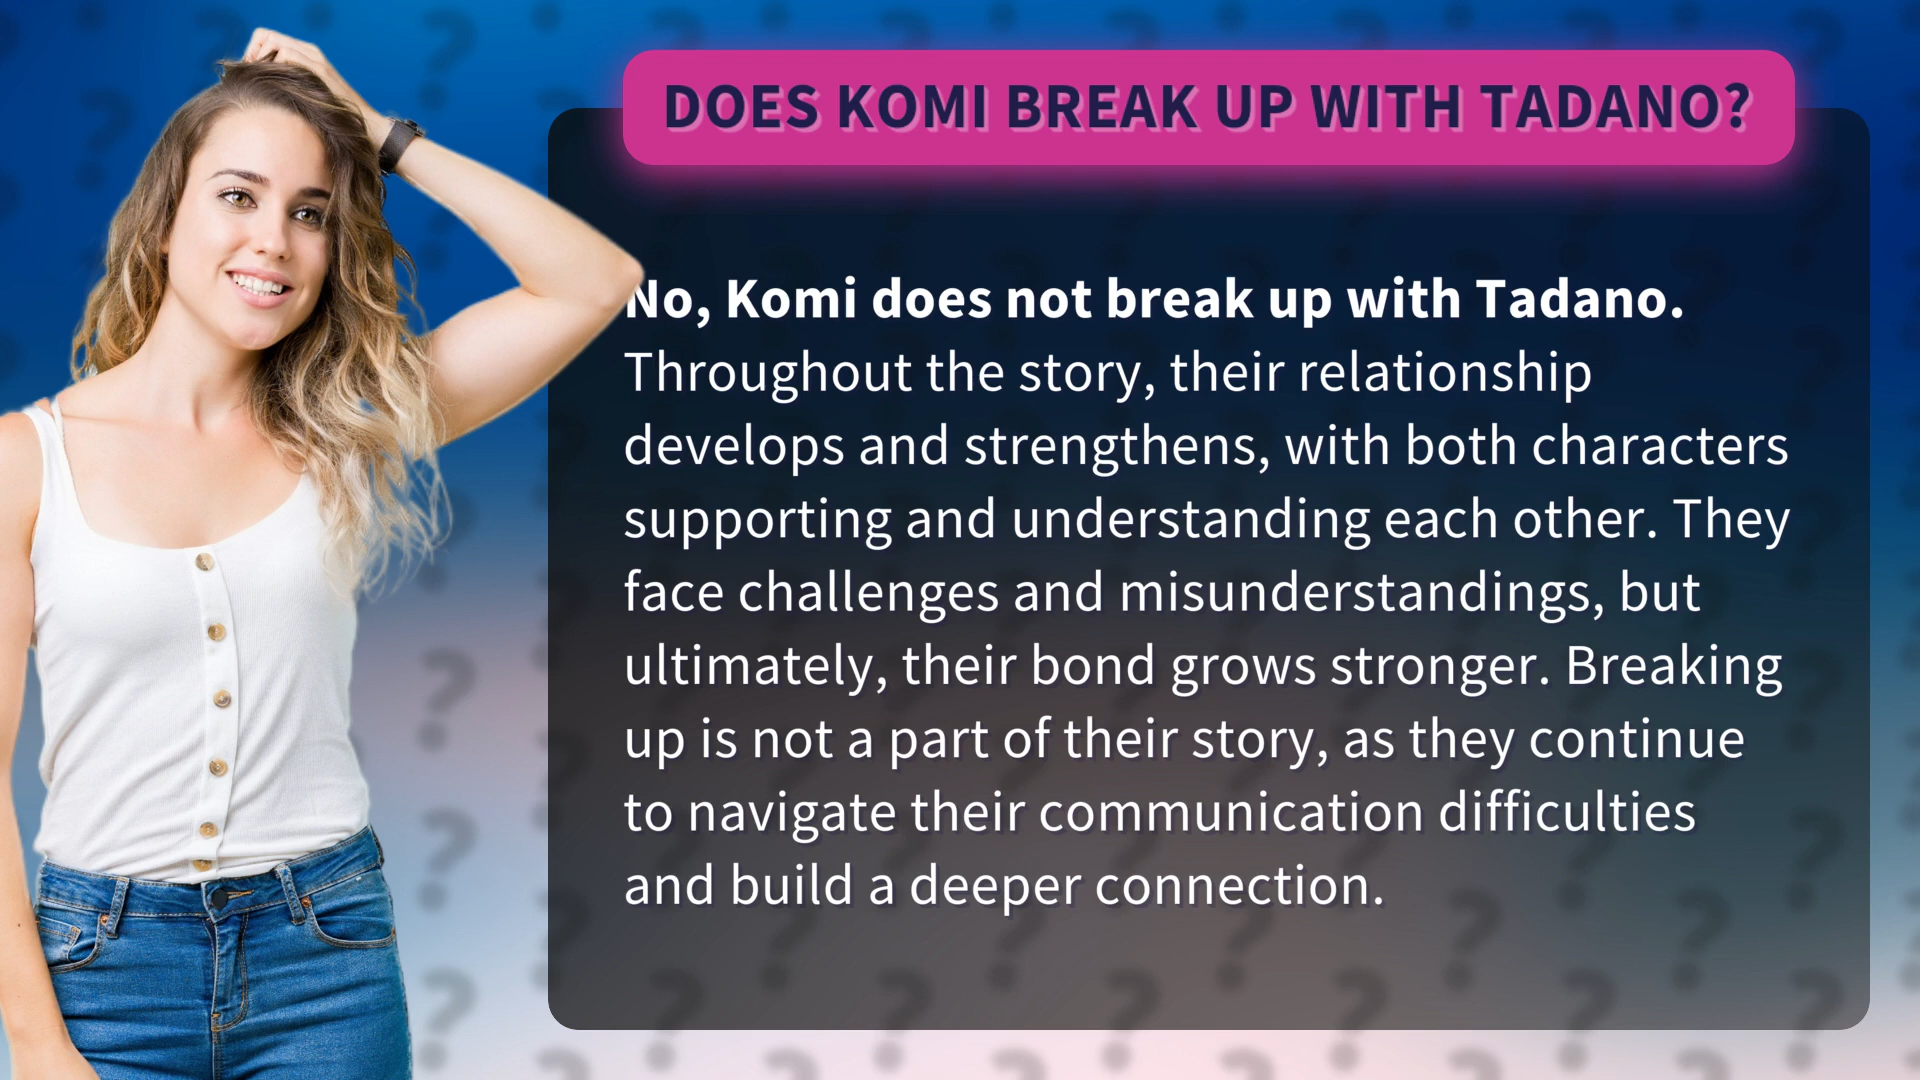 DOES KOMI BREAK UP WITH TADANO?
No, Komi does not break up with Tadano.
Throughout the story, their relationship
develops and strengthens, with both characters
supporting and understanding each other. They
face challenges and misunderstandings, but
ultimately, their bond grows stronger. Breaking
up is not a part of their story, as they continue
to navigate their communication difficulties
and build a deeper connection.